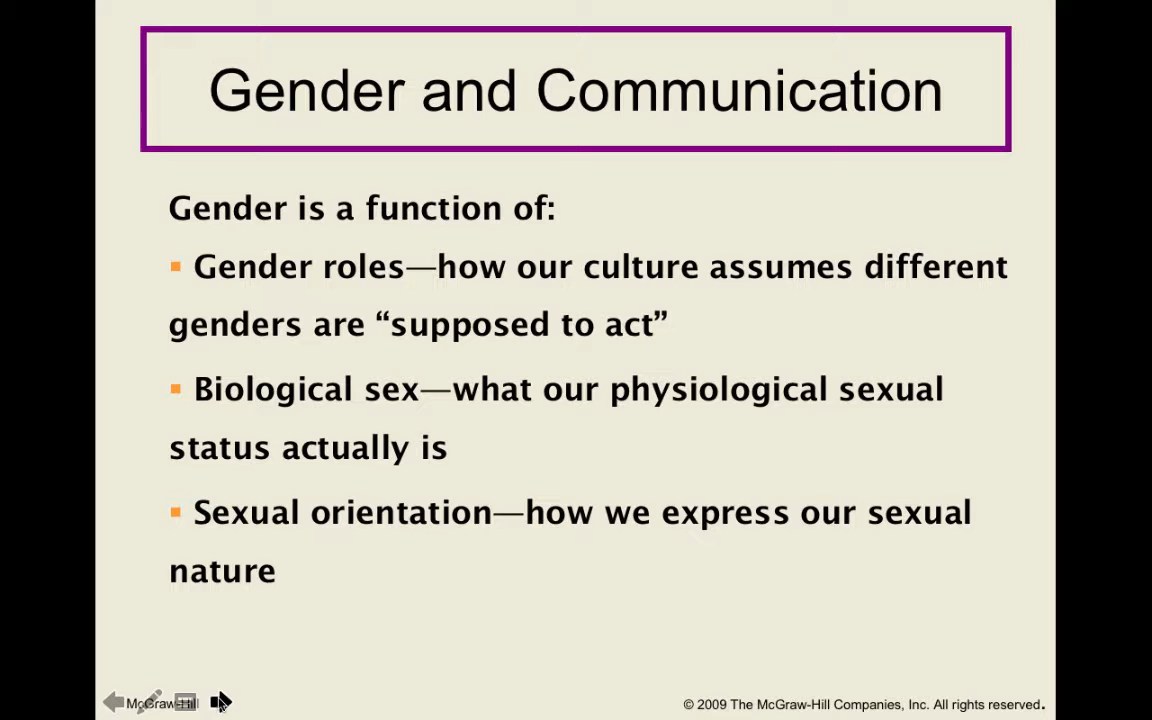 Gender and Communication
Gender is a function of:
▪ Gender roles—how our culture assumes different
genders are “supposed to act”
▪ Biological sex—what our physiological sexual
status actually is
▪ Sexual orientation—how we express our sexual
nature
McGraw-Hill
© 2009 The McGraw-Hill Companies, Inc. All rights reserved.